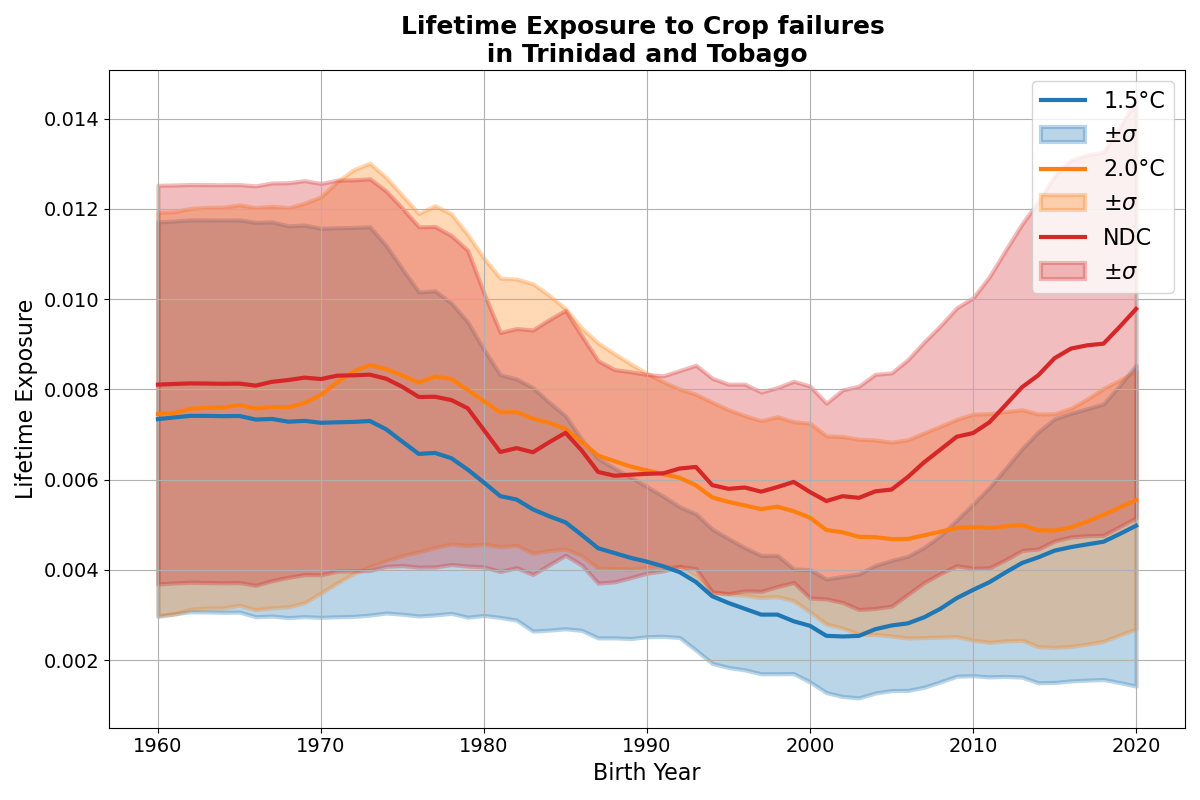 Lifetime Exposure to Crop failures
in Trinidad and Tobago
Lifetime Exposure
0.014
0.012
0.010
0.008
0.006
0.004
0.002
1960 1970 1980 1990 2000 2010 2020
Birth Year
1.5°C
±σ
2.0°C
±σ
NDC
±σ